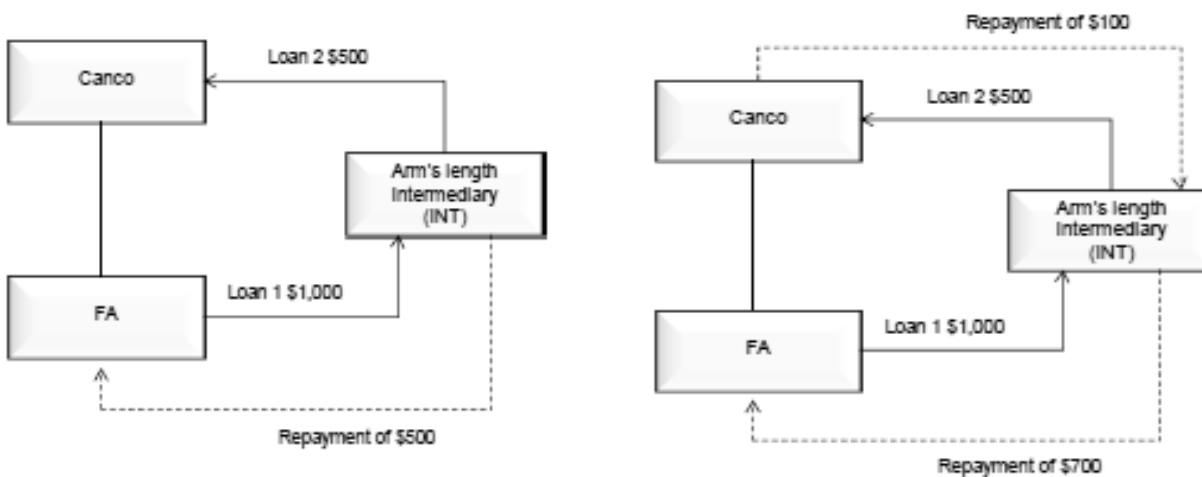 Loan 2 $500
Canco
Arm's length
Intermediary
(INT)
Loan 1 $1,000
FA
Repayment of $500
Repayment of $100
Loan 2 $500
Canco
Arm's length
Intermediary
(INT)
Loan 1 $1,000
FA
Repayment of $700